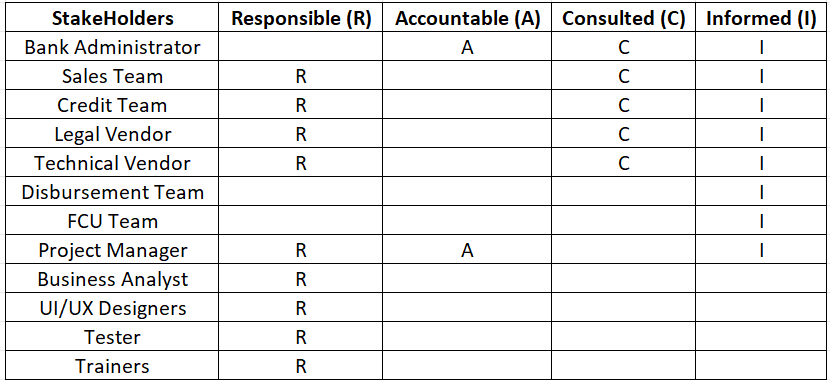 StakeHolders Responsible (R) Accountable (A) Consulted (C) Informed (I)
Bank Administrator A C I
Sales Team R C I
Credit Team R C I
Legal Vendor R C I
Technical Vendor R C I
Disbursement Team I
FCU Team I
Project Manager R A I
Business Analyst R
UI/UX Designers R
Tester R
Trainers R